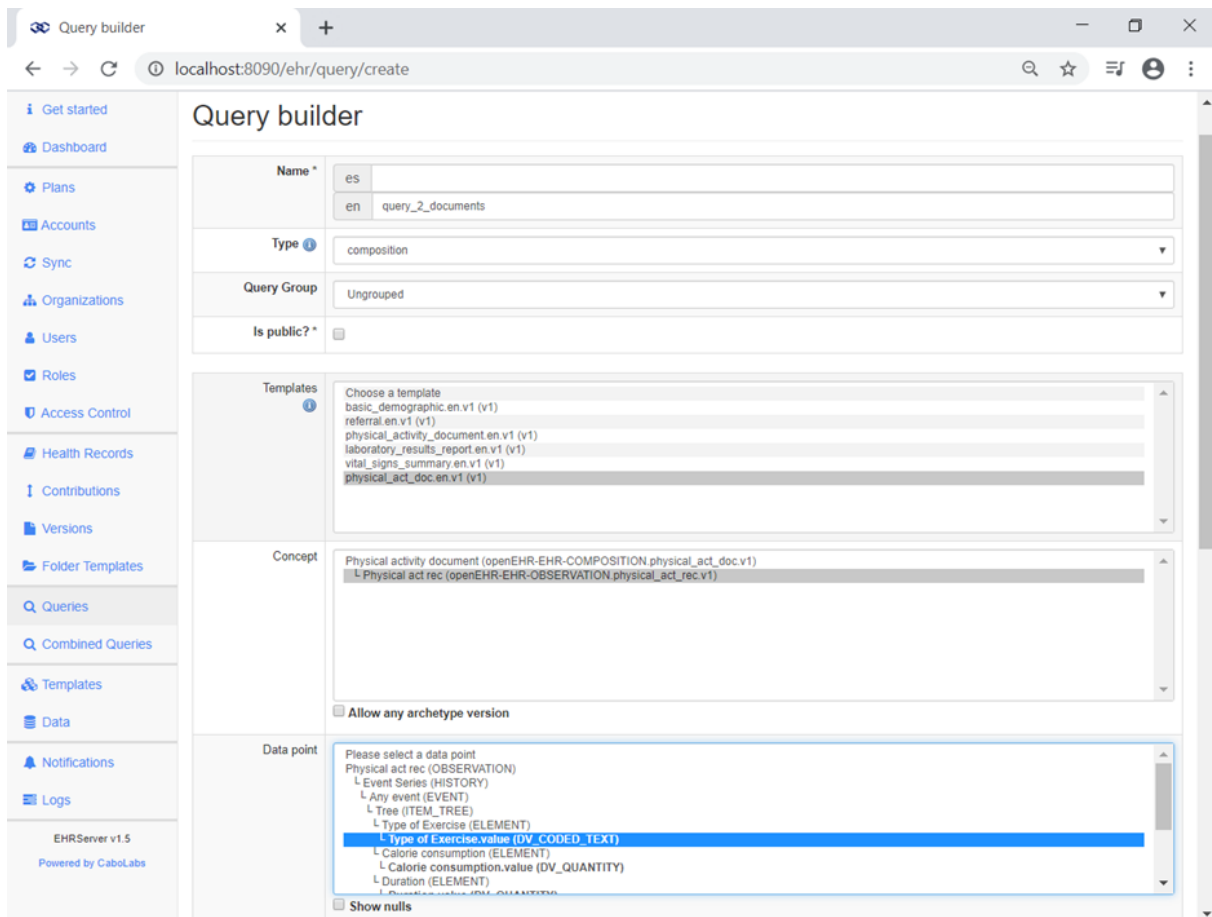 Query builder
localhost:8090/ehr/query/create
Get started
Dashboard
Plans
Accounts
Sync
Organizations
Users
Roles
Access Control
Health Records
Contributions
Versions
Folder Templates
Queries
Combined Queries
Templates
Data
Notifications
Logs
EHRServer v1.5
Powered by CaboLabs
Query builder
Name *
es
en query_2_documents
Type
composition
Query Group
Ungrouped
Is public? *
Templates
Choose a template
basic_demographic.en.v1 (v1)
referral.en.v1 (v1)
physical_activity_document.en.v1 (v1)
laboratory_results_report.en.v1 (v1)
vital_signs_summary.en.v1 (v1)
physical_act_doc.en.v1 (v1)
Concept
Physical activity document (openEHR-EHR-COMPOSITION.physical_act_doc.v1)
└ Physical act rec (openEHR-EHR-OBSERVATION.physical_act_rec.v1)
Allow any archetype version
Data point
Please select a data point
Physical act rec (OBSERVATION)
└ Event Series (HISTORY)
└ Any event (EVENT)
└ Tree (ITEM_TREE)
└ Type of Exercise (ELEMENT)
└ Type of Exercise.value (DV_CODED_TEXT)
└ Calorie consumption (ELEMENT)
└ Calorie consumption.value (DV_QUANTITY)
└ Duration (ELEMENT)
└ Duration.value (DV_QUANTITY)
Show nulls